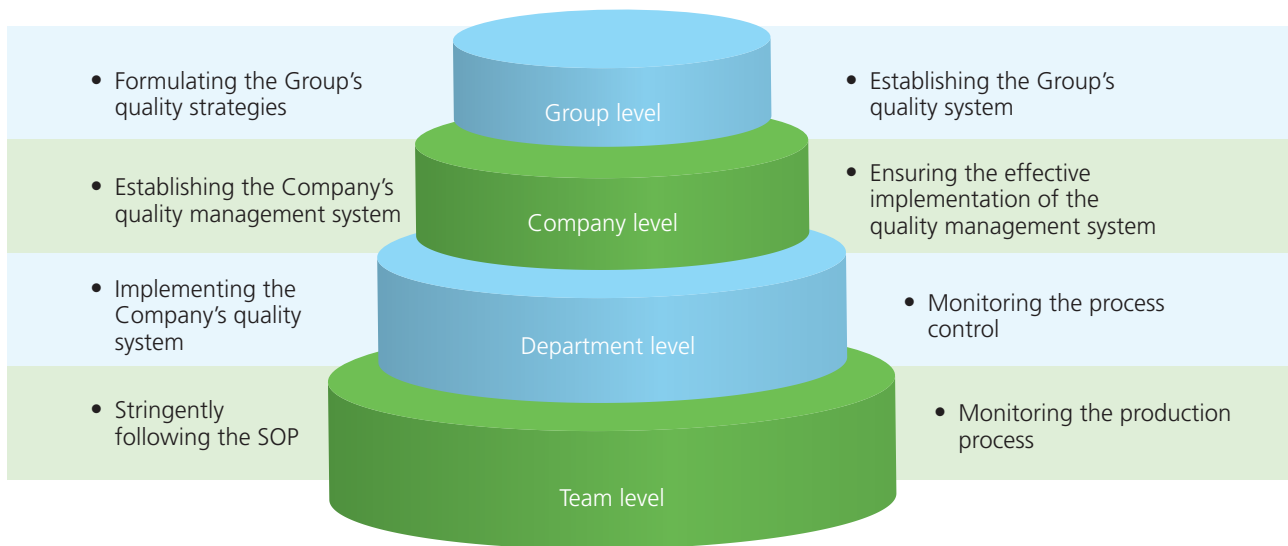 • Formulating the Group’s
quality strategies
Group level
• Establishing the Group’s
quality system
• Establishing the Company’s
quality management system
Company level
• Ensuring the effective
implementation of the
quality management system
• Implementing the
Company’s quality
system
Department level
• Monitoring the process
control
• Stringently
following the SOP
Team level
• Monitoring the production
process